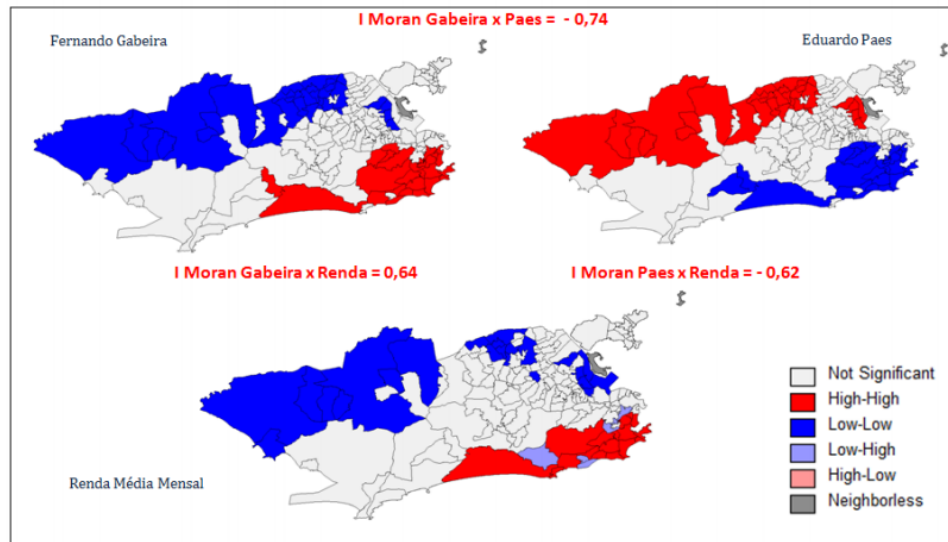 I Moran Gabeira x Paes = - 0,74
Fernando Gabeira
Eduardo Paes
I Moran Gabeira x Renda = 0,64
I Moran Paes x Renda = - 0,62
Renda Média Mensal
Not Significant
High-High
Low-Low
Low-High
High-Low
Neighborless